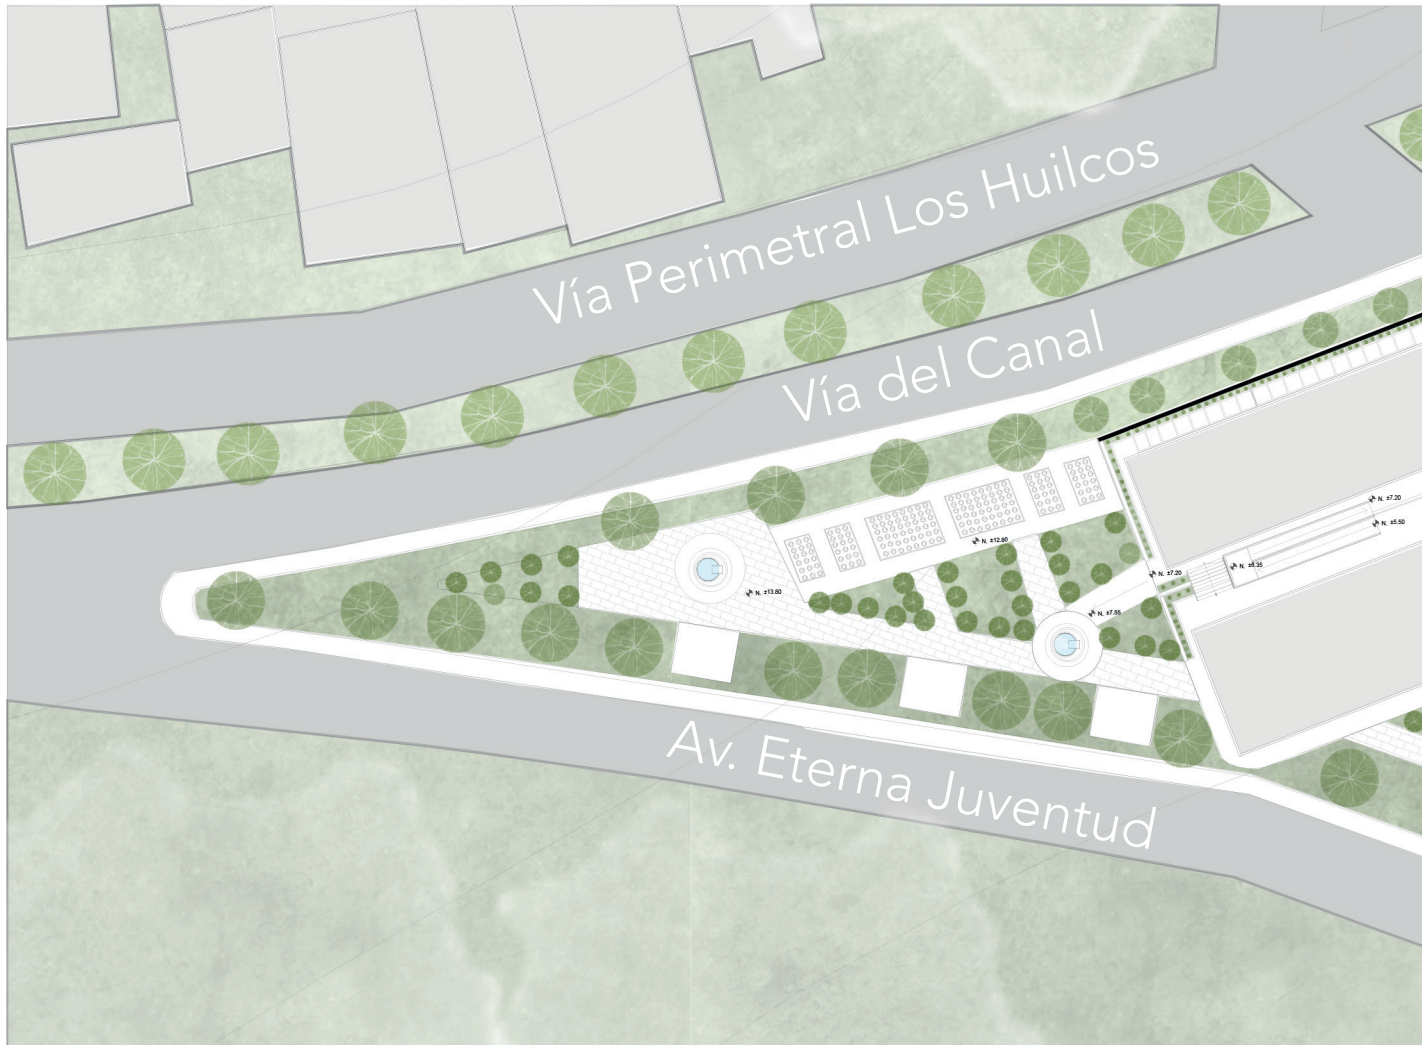 Vía Perimetral Los Huilcos
Vía del Canal
N. ±7.20
N. ±5.50
N. ±12.80
N. ±6.35
N. ±7.20
N. ±13.80
N. ±7.55
Av. Eterna Juventud